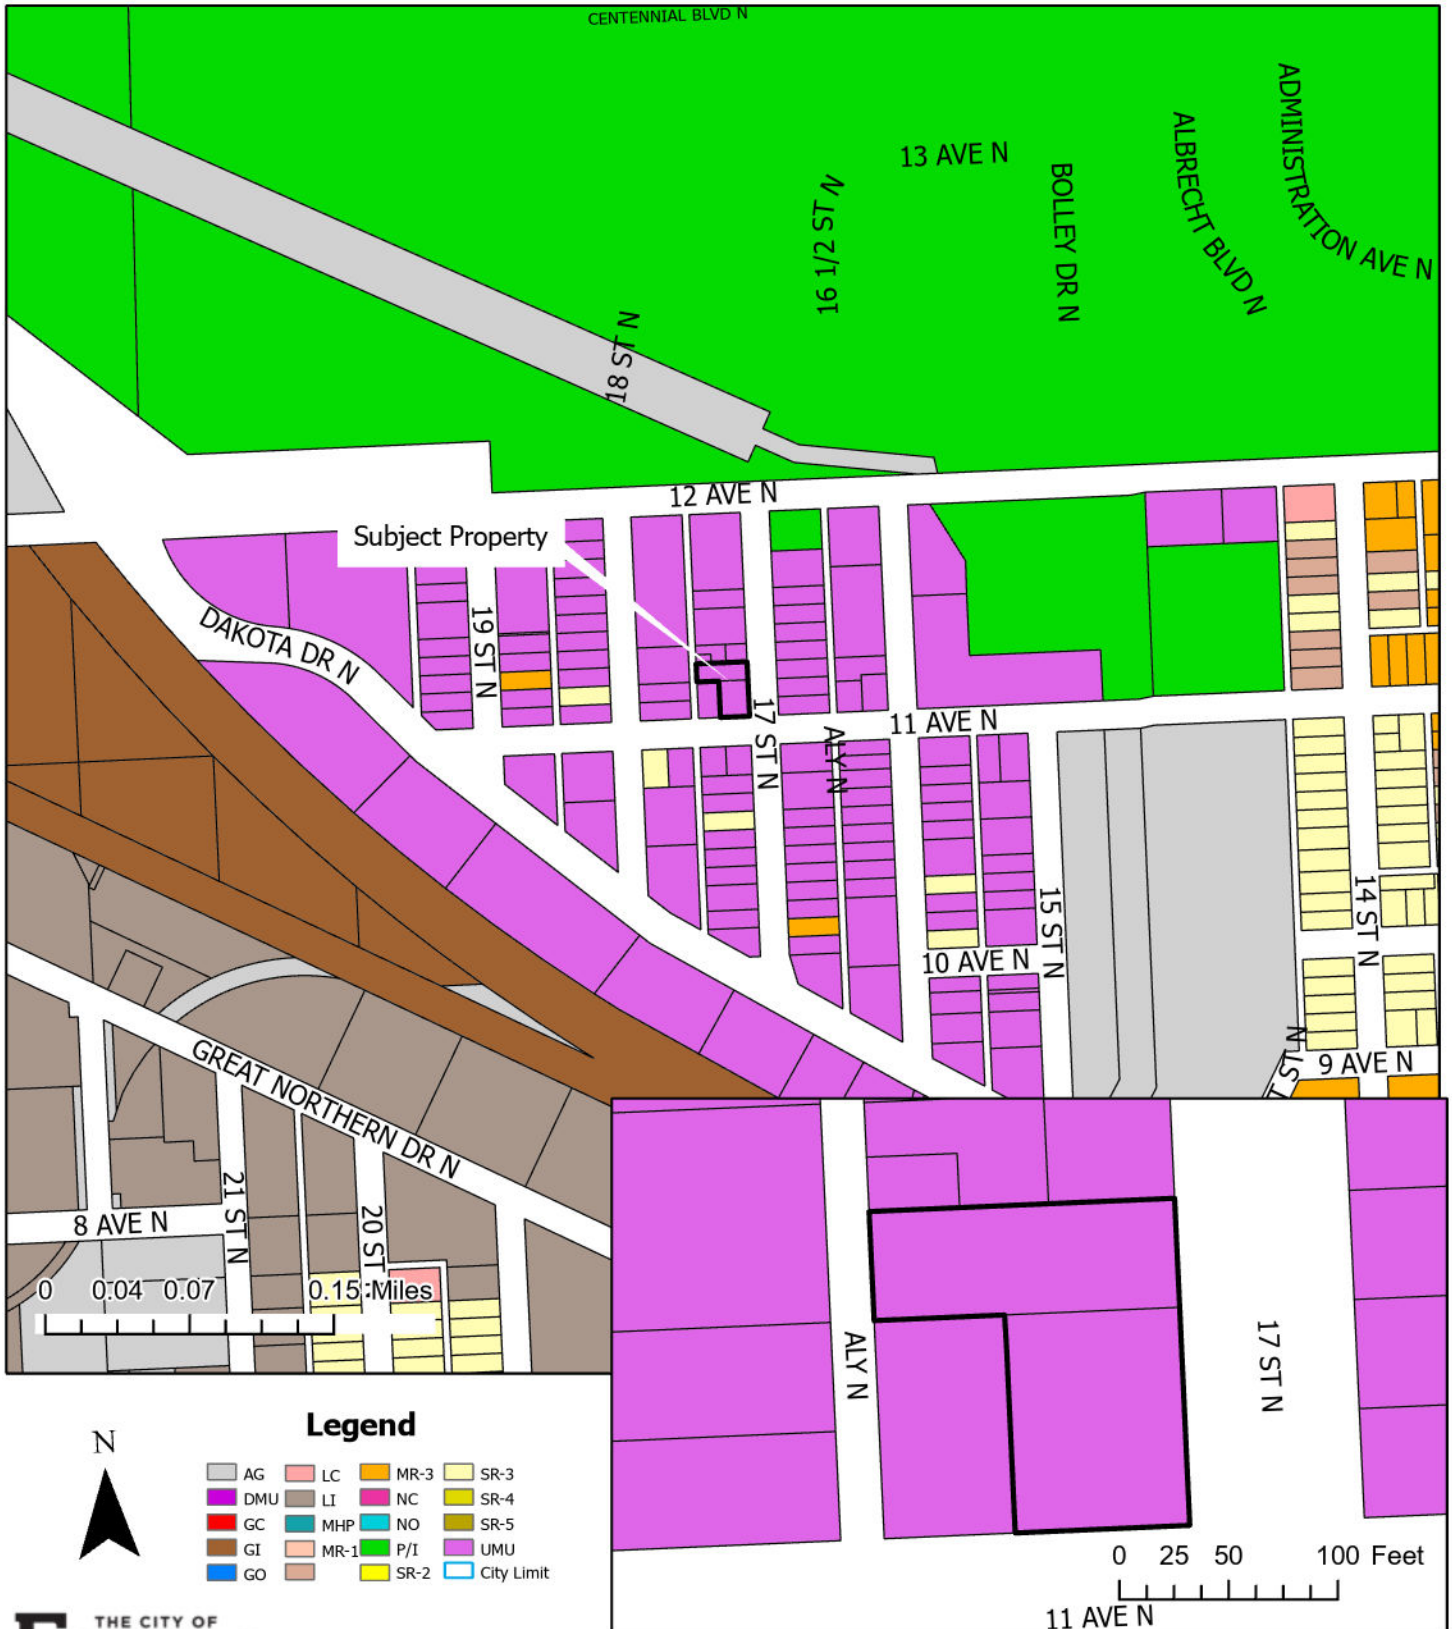 CENTENNIAL BLVD N
ADMINISTRATION AVE N
ALBRECHT BLVD N
13 AVE N
BOLLEY DR N
16 1/2 ST N
18 ST N
12 AVE N
Subject Property
DAKOTA DR N
19 ST N
17 ST N
11 AVE N
ALY N
15 ST N
14 ST N
10 AVE N
9 AVE N
T ST N
GREAT NORTHERN DR N
21 ST N
20 ST
8 AVE N
0 0.04 0.07 0.15 Miles
ALY N
17 ST N
0 25 50 100 Feet
11 AVE N
N
Legend
AG LC MR-3 SR-3
DMU LI NC SR-4
GC MHP NO SR-5
GI MR-1 P/I UMU
GO SR-2 City Limit
THE CITY OF